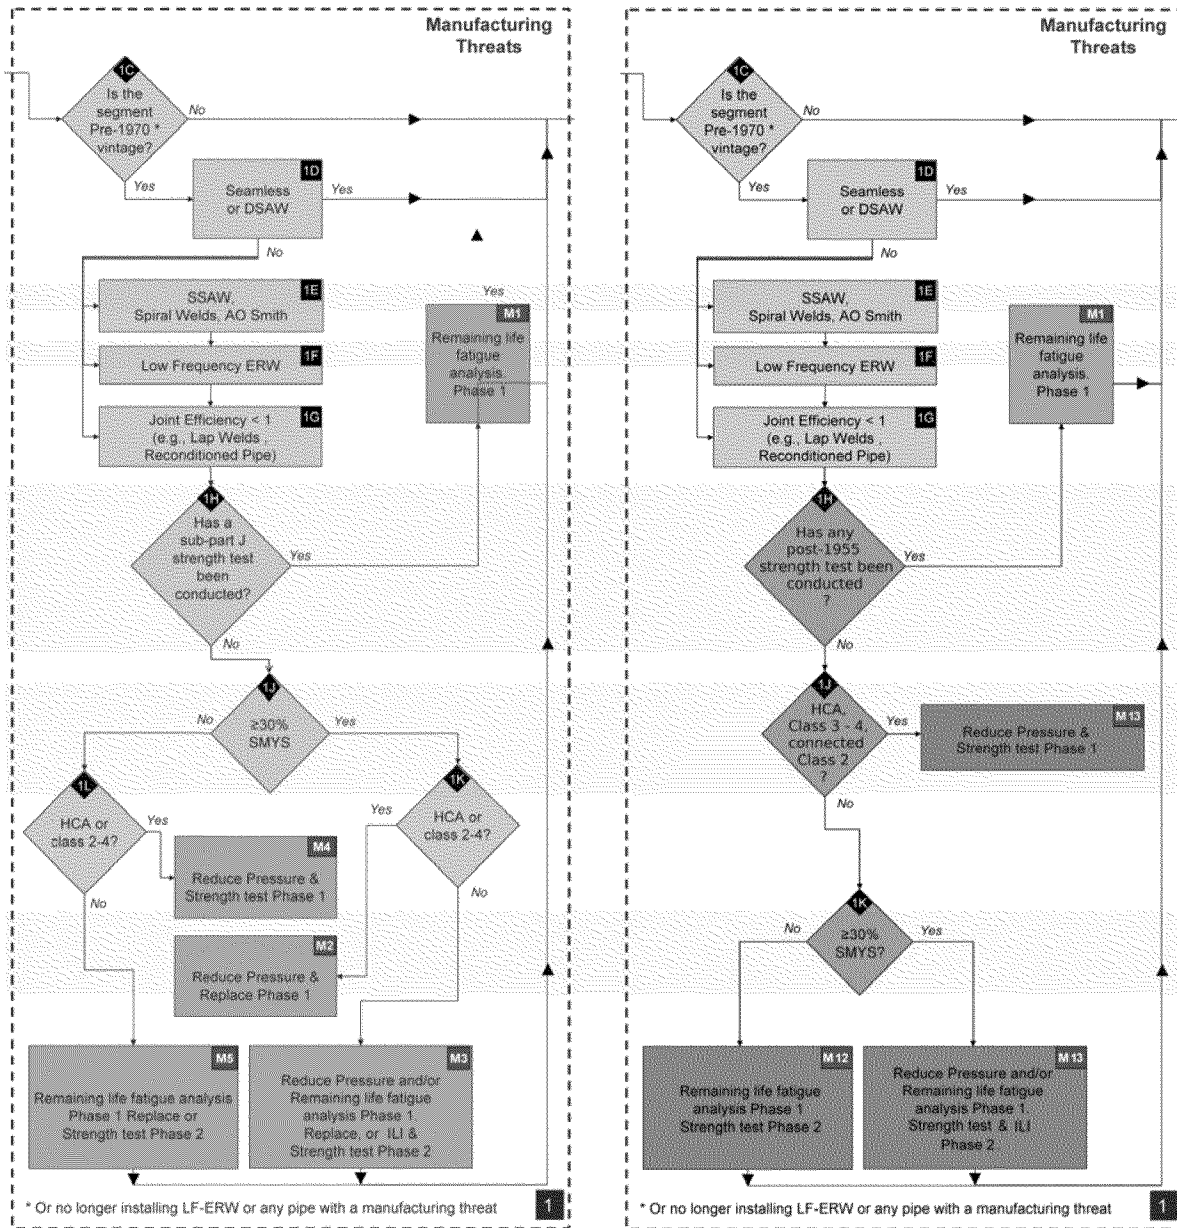 Manufacturing
Threats
1C
Is the
segment
Pre-1970 *
vintage?
No
Yes
1D
Seamless
or DSAW
Yes
No
1E
SSAW,
Spiral Welds, AO Smith
1F
Low Frequency ERW
1G
Joint Efficiency < 1
(e.g., Lap Welds ,
Reconditioned Pipe)
Yes
M1
Remaining life
fatigue
analysis.
Phase 1
1H
Has a
sub-part J
strength test
been
conducted?
Yes
No
1J
≥30%
SMYS
No
Yes
1L
HCA or
class 2-4?
Yes
No
1K
HCA or
class 2-4?
Yes
No
M4
Reduce Pressure &
Strength test Phase 1
M2
Reduce Pressure &
Replace Phase 1
M5
Remaining life fatigue analysis
Phase 1 Replace or
Strength test Phase 2
M3
Reduce Pressure and/or
Remaining life fatigue
analysis Phase 1.
Replace, or ILI &
Strength test Phase 2
* Or no longer installing LF-ERW or any pipe with a manufacturing threat
1
Manufacturing
Threats
1C
Is the
segment
Pre-1970 *
vintage?
No
Yes
1D
Seamless
or DSAW
Yes
No
1E
SSAW,
Spiral Welds, AO Smith
1F
Low Frequency ERW
1G
Joint Efficiency < 1
(e.g., Lap Welds ,
Reconditioned Pipe)
M1
Remaining life
fatigue
analysis.
Phase 1
1H
Has any
post-1955
strength test been
conducted
?
Yes
No
1J
HCA,
Class 3 - 4,
connected
Class 2
?
Yes
No
M 13
Reduce Pressure &
Strength test Phase 1
1K
≥30%
SMYS?
No
Yes
M 12
Remaining life fatigue
analysis Phase 1
Strength test Phase 2
M 13
Reduce Pressure and/or
Remaining life fatigue
analysis Phase 1.
Strength test & ILI
Phase 2
* Or no longer installing LF-ERW or any pipe with a manufacturing threat
1